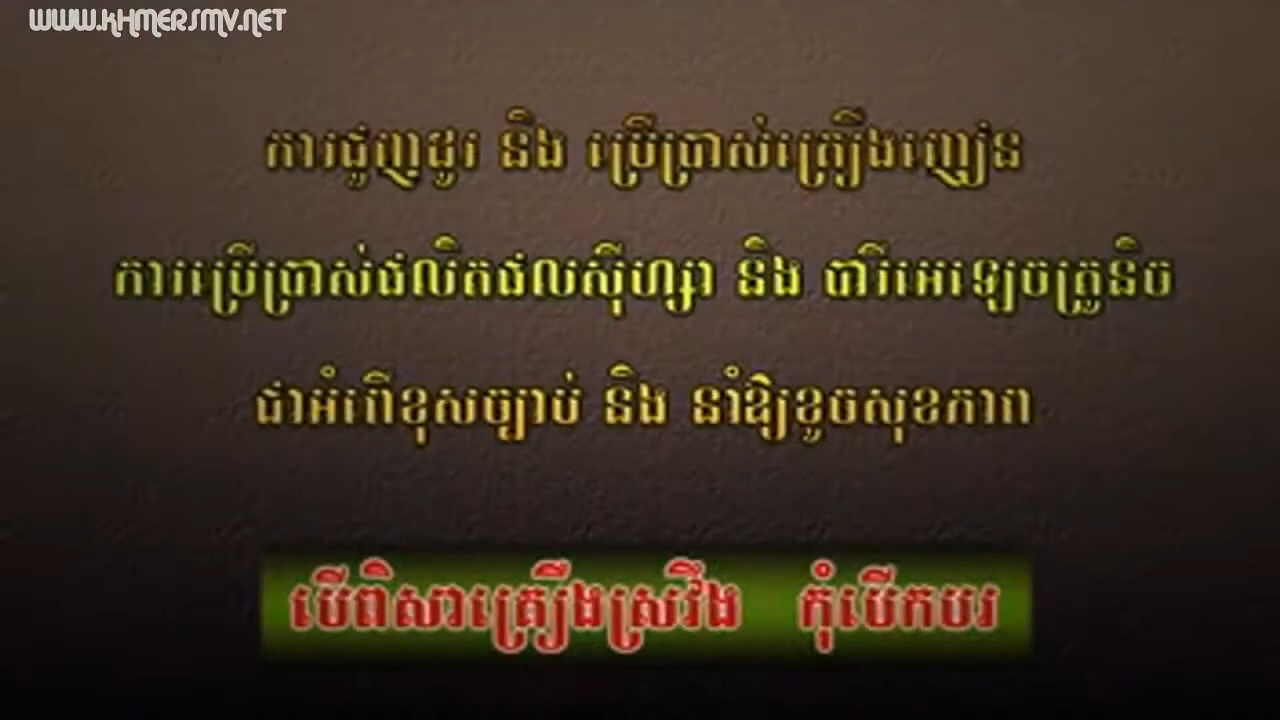 WWW.KHMERSMV.NET
ការជួញដូរ និង ប្រើប្រាស់គ្រឿងញៀន
ការប្រើប្រាស់ផលិតផលស៊ីហ្សា និង បារីអេឡេចត្រូនិច
ជាអំពើខុសច្បាប់ និង នាំឱ្យខូចសុខភាព
បើពិសាគ្រឿងស្រវឹង កុំបើកបរ